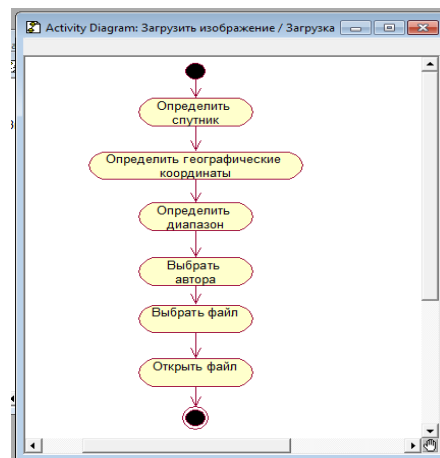 Activity Diagram: Загрузить изображение / Загрузка
Определить
спутник
Определить географические
координаты
Определить
диапазон
Выбрать
автора
Выбрать файл
Открыть файл